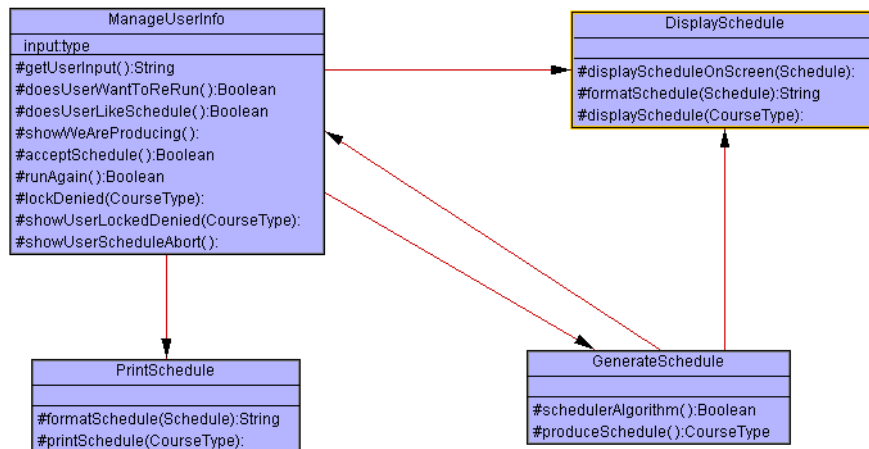 ManageUserInfo
input:type
#getUserInput():String
#doesUserWantToReRun():Boolean
#doesUserLikeSchedule():Boolean
#showWeAreProducing():
#acceptSchedule():Boolean
#runAgain():Boolean
#lockDenied(CourseType):
#showUserLockedDenied(CourseType):
#showUserScheduleAbort():
DisplaySchedule
#displayScheduleOnScreen(Schedule):
#formatSchedule(Schedule):String
#displaySchedule(CourseType):
PrintSchedule
#formatSchedule(Schedule):String
#printSchedule(CourseType):
GenerateSchedule
#schedulerAlgorithm():Boolean
#produceSchedule():CourseType